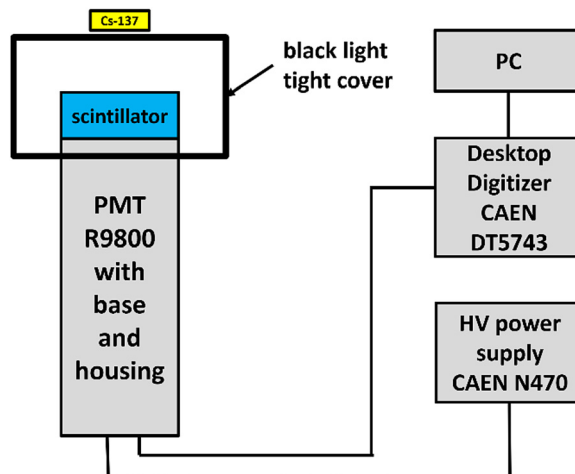 Cs-137
black light
tight cover
scintillator
PMT
R9800
with
base
and
housing
PC
Desktop
Digitizer
CAEN
DT5743
HV power
supply
CAEN N470